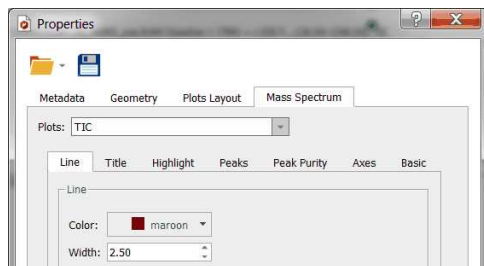 Properties
Metadata Geometry Plots Layout Mass Spectrum
Plots: TIC
Line Title Highlight Peaks Peak Purity Axes Basic
Line
Color: maroon
Width: 2.50